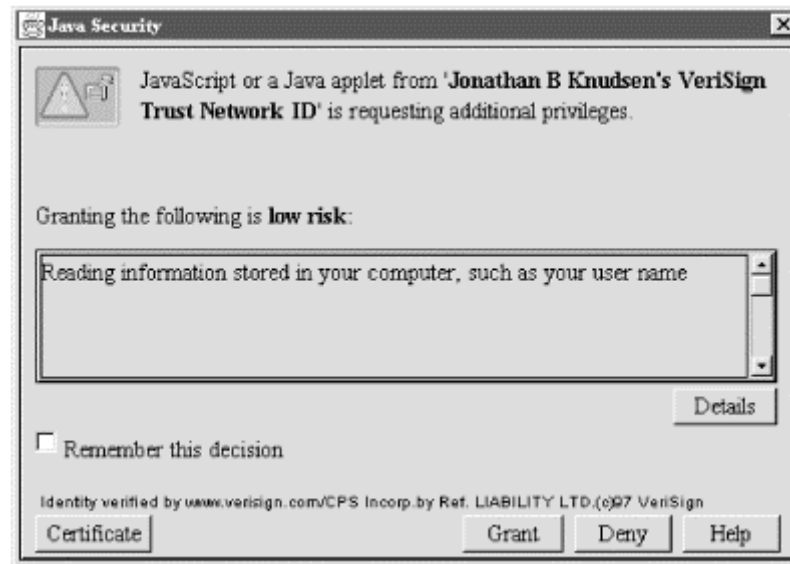 Java Security
JavaScript or a Java applet from 'Jonathan B Knudsen's VeriSign
Trust Network ID' is requesting additional privileges.
Granting the following is low risk:
Reading information stored in your computer, such as your user name
Details
Remember this decision
Identity verified by www.verisign.com/CPS Incorp.by Ref. LIABILITY LTD.(c)97 VeriSign
Certificate Grant Deny Help